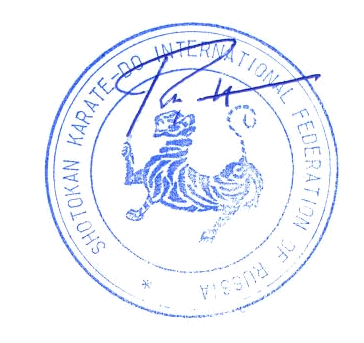 SHOTOKAN KARATE-DO INTERNATIONAL FEDERATION OF RUSSIA *